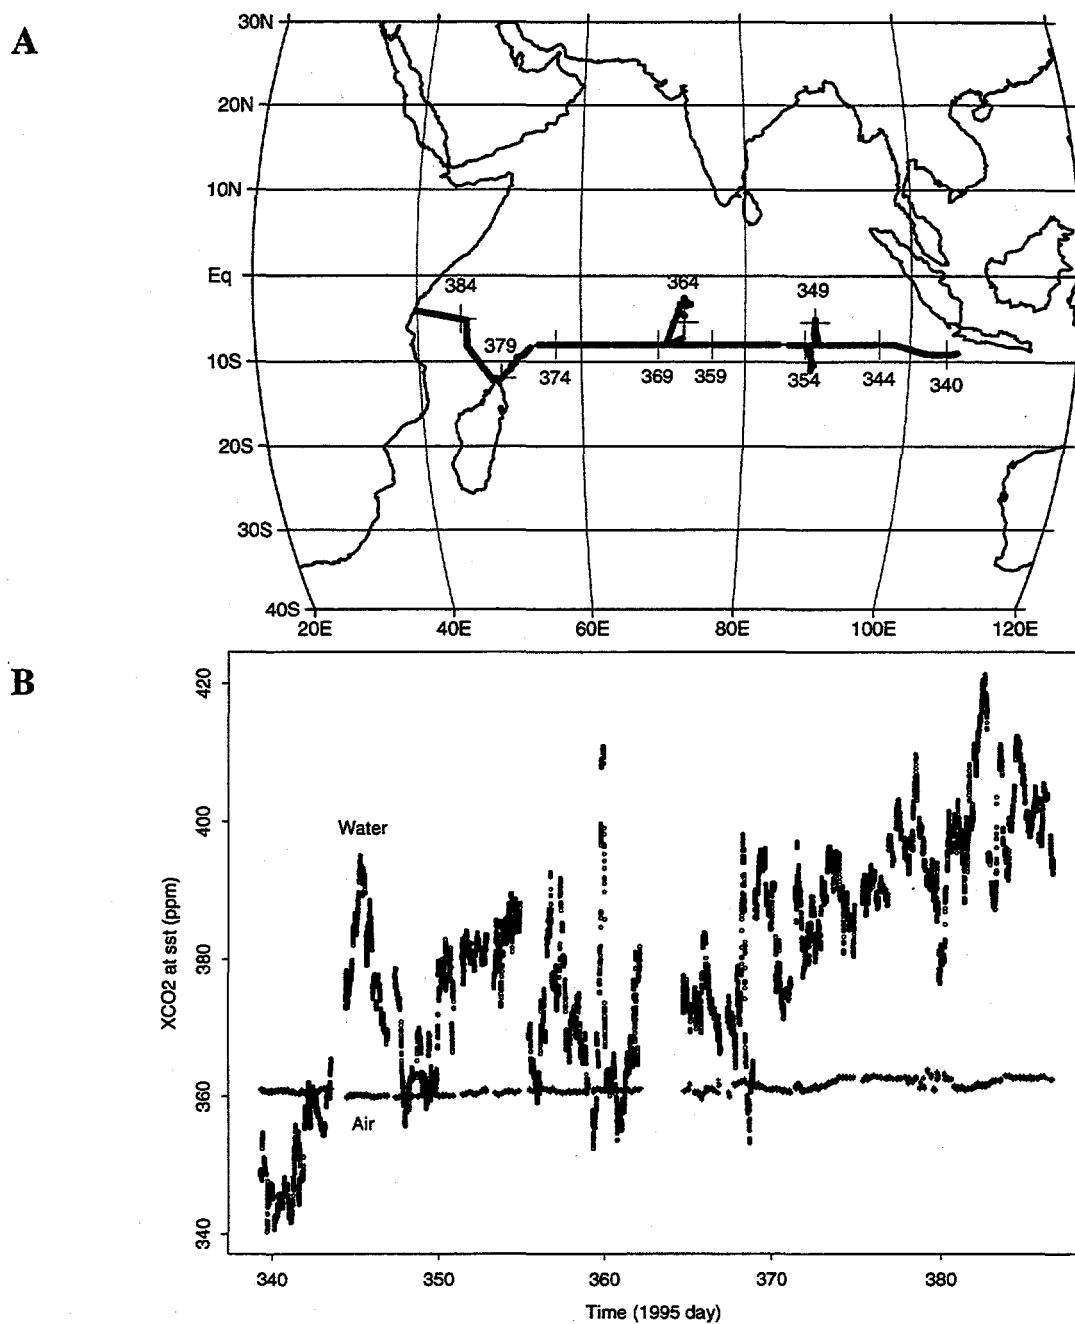 A
30N
20N
10N
Eq
384
364
349
379
10S
374
369
359
354
344
340
20S
30S
40S
20E
40E
60E
80E
100E
120E
B
420
400
380
360
340
XCO2 at sst (ppm)
Water
Air
340
350
360
370
380
Time (1995 day)